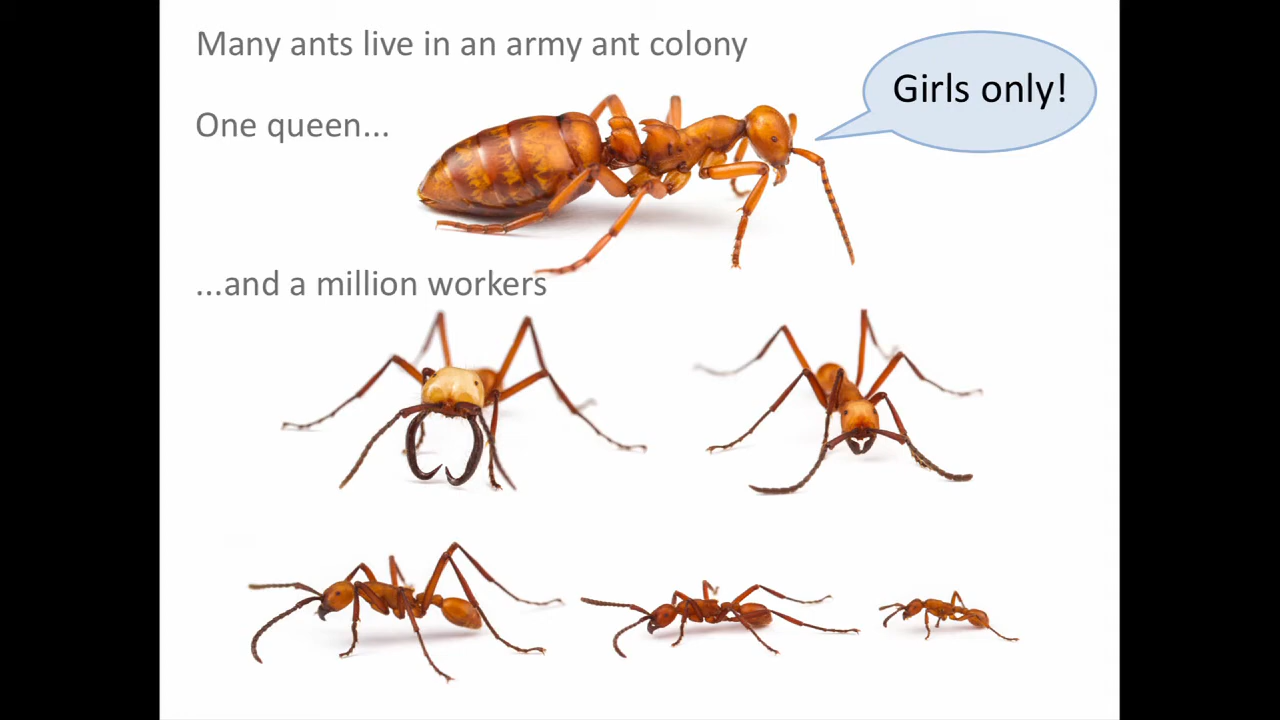 Many ants live in an army ant colony
Girls only!
One queen...
...and a million workers